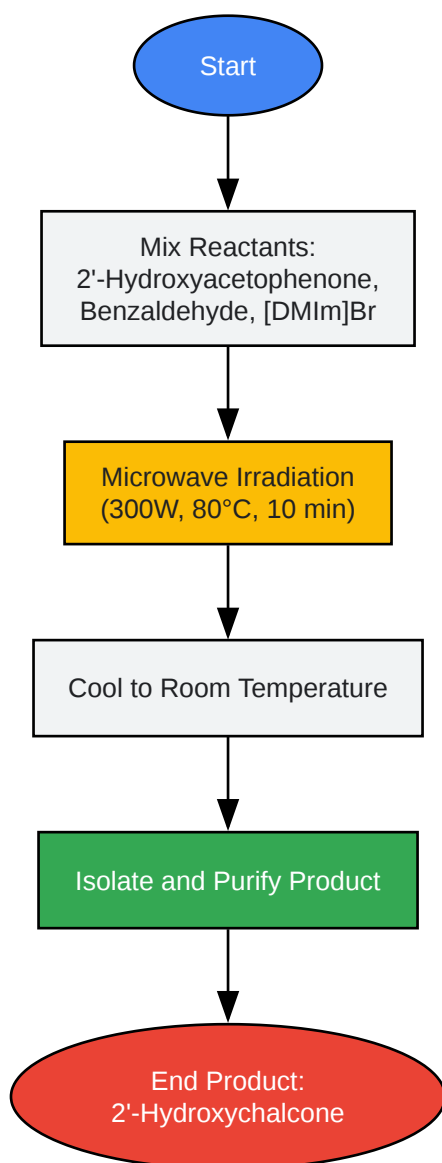 Start
Mix Reactants:
2'-Hydroxyacetophenone,
Benzaldehyde, [DMIm]Br
Microwave Irradiation
(300W, 80°C, 10 min)
Cool to Room Temperature
Isolate and Purify Product
End Product:
2'-Hydroxychalcone